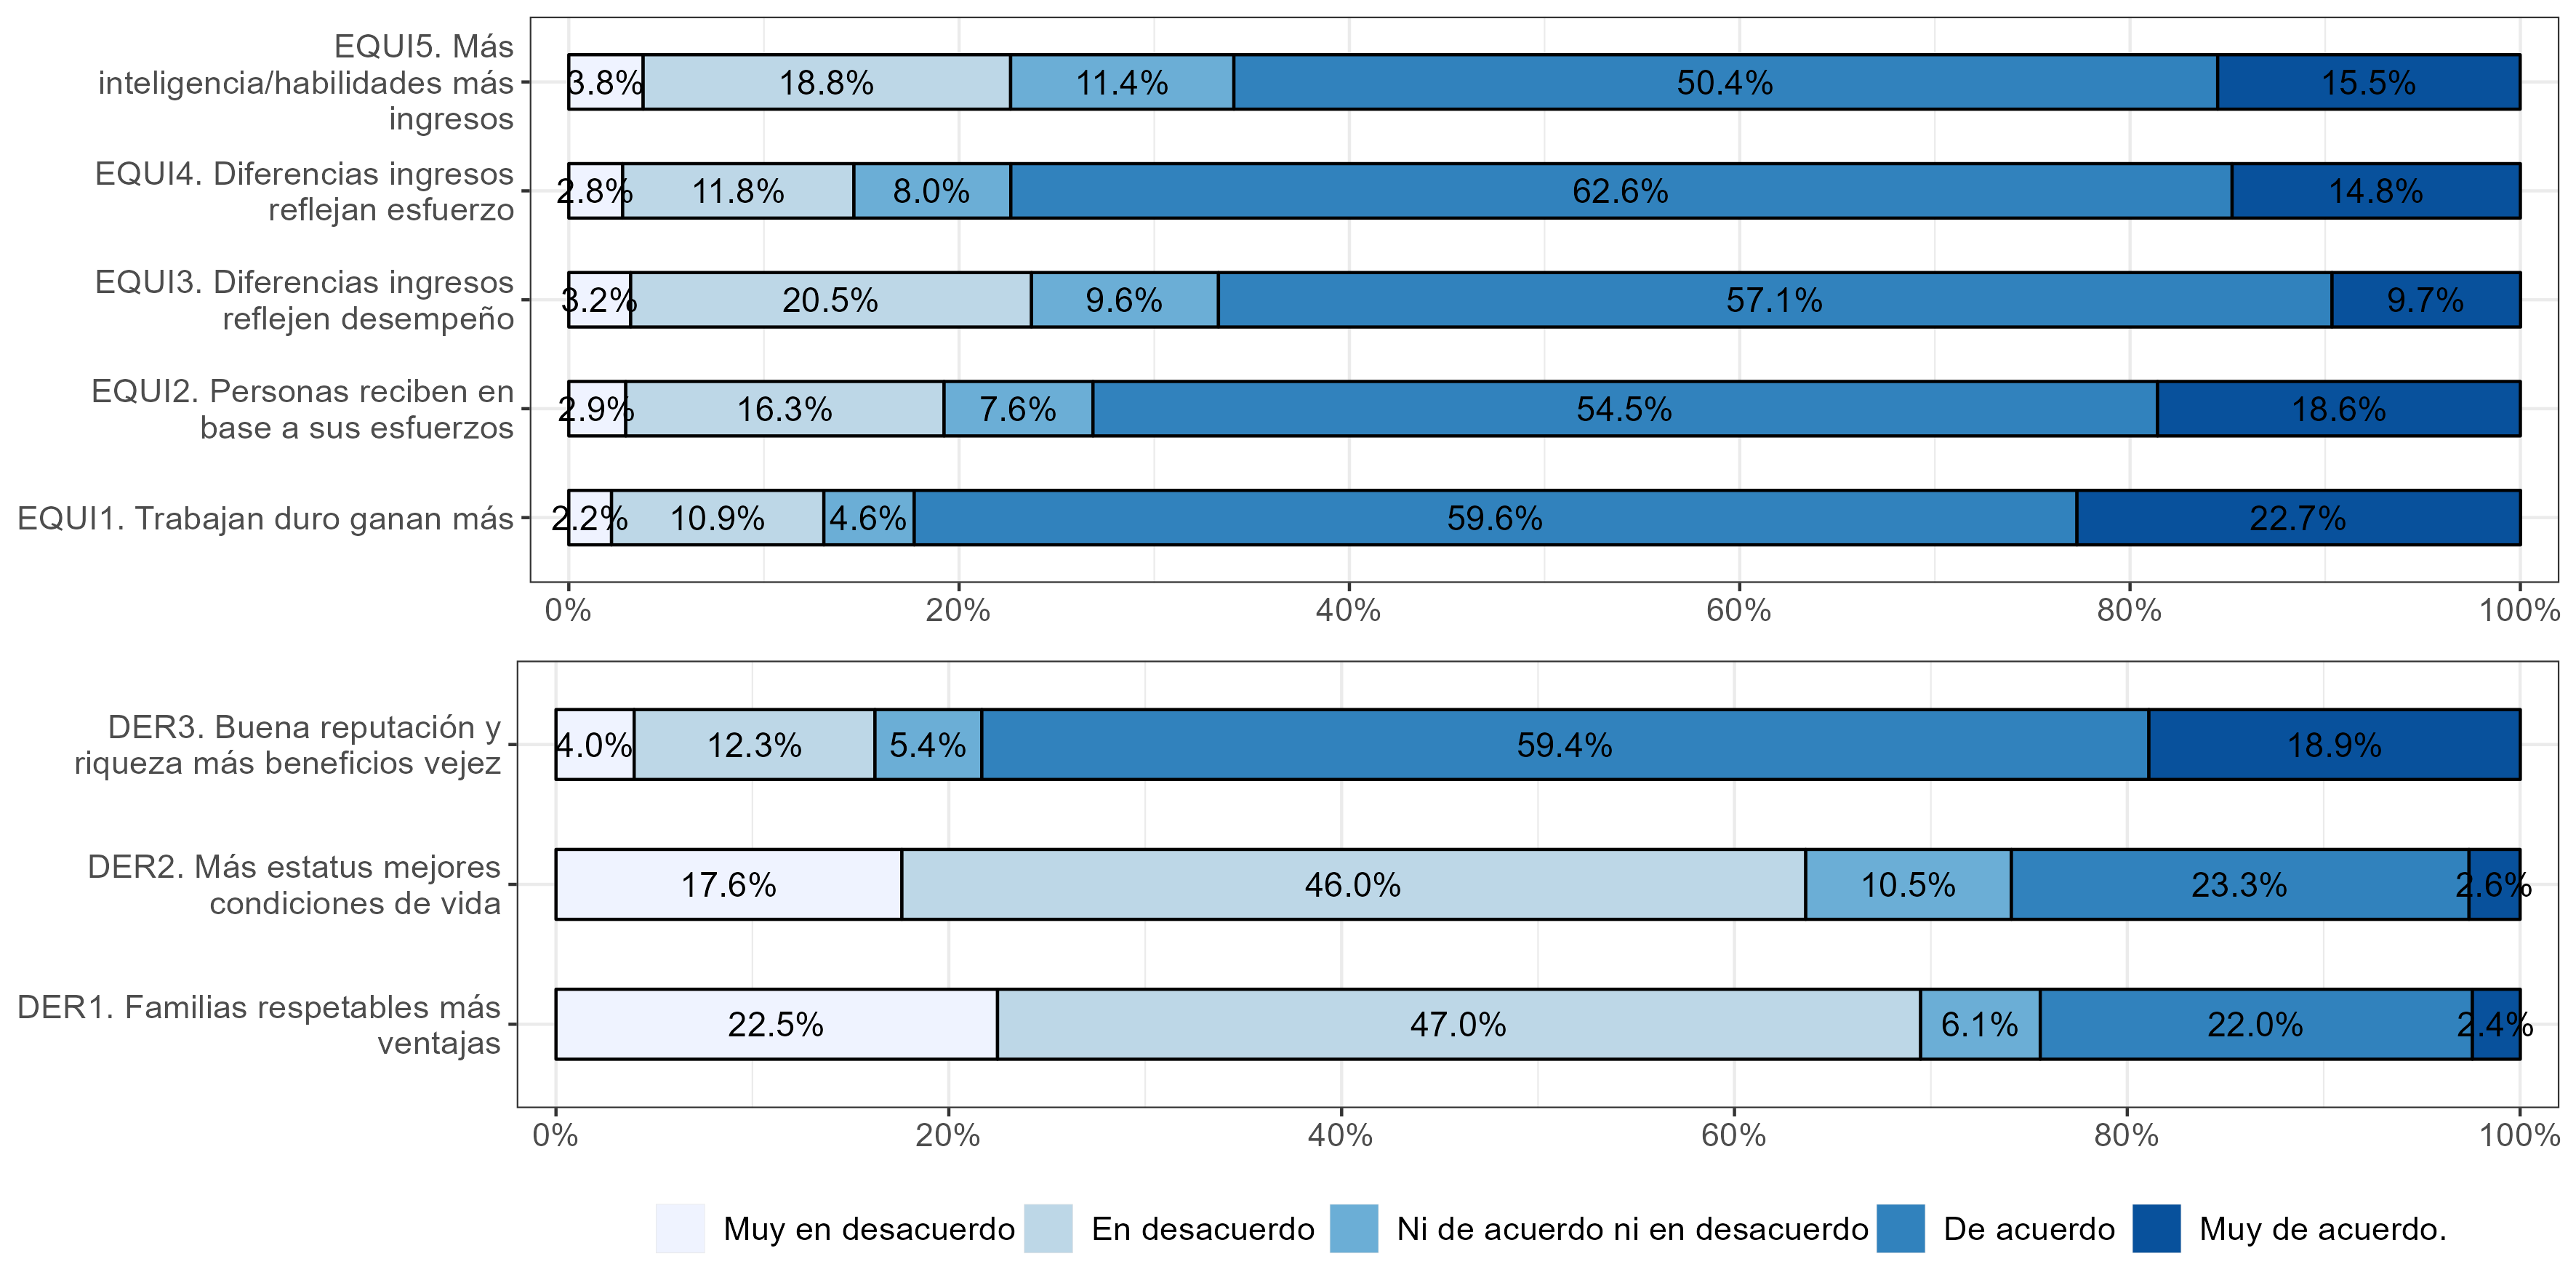 EQUI5. Más
inteligencia/habilidades más
ingresos
3.8% 18.8% 11.4% 50.4% 15.5%
EQUI4. Diferencias ingresos
reflejan esfuerzo
2.8% 11.8% 8.0% 62.6% 14.8%
EQUI3. Diferencias ingresos
reflejen desempeño
3.2% 20.5% 9.6% 57.1% 9.7%
EQUI2. Personas reciben en
base a sus esfuerzos
2.9% 16.3% 7.6% 54.5% 18.6%
EQUI1. Trabajan duro ganan más
2.2% 10.9% 4.6% 59.6% 22.7%
0% 20% 40% 60% 80% 100%
DER3. Buena reputación y
riqueza más beneficios vejez
4.0% 12.3% 5.4% 59.4% 18.9%
DER2. Más estatus mejores
condiciones de vida
17.6% 46.0% 10.5% 23.3% 2.6%
DER1. Familias respetables más
ventajas
22.5% 47.0% 6.1% 22.0% 2.4%
0% 20% 40% 60% 80% 100%
Muy en desacuerdo En desacuerdo Ni de acuerdo ni en desacuerdo De acuerdo Muy de acuerdo.